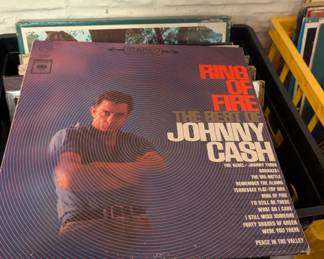 STEREO
RING
OF
FIRE
THE BEST OF
JOHNNY
CASH
THE REBEL—JOHNNY YUMA
BONANZA!
THE BIG BATTLE
REMEMBER THE ALAMO
TENNESSEE FLAT-TOP BOX
RING OF FIRE
I'D STILL BE THERE
WHAT DO I CARE
I STILL MISS SOMEONE
FORTY SHADES OF GREEN
WERE YOU THERE
PEACE IN THE VALLEY